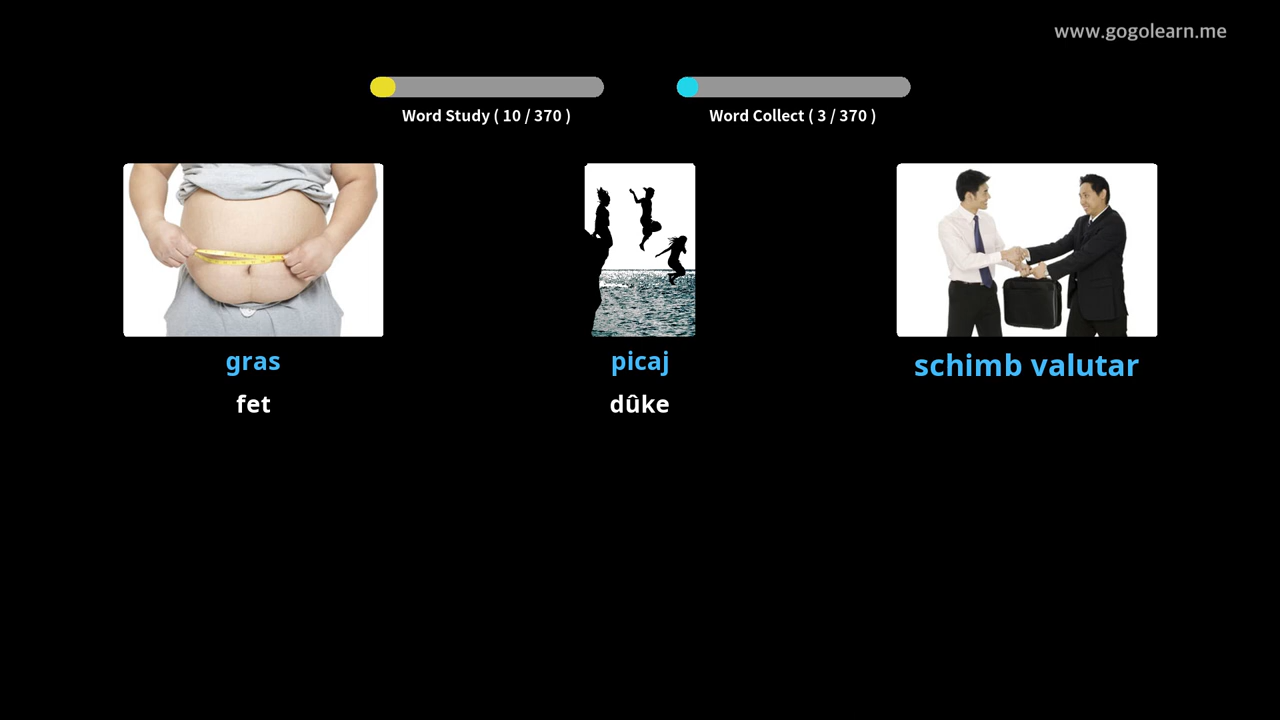 www.gogolearn.me
Word Study ( 10 / 370 )
Word Collect ( 3 / 370 )
gras
picaj
schimb valutar
fet
dûke